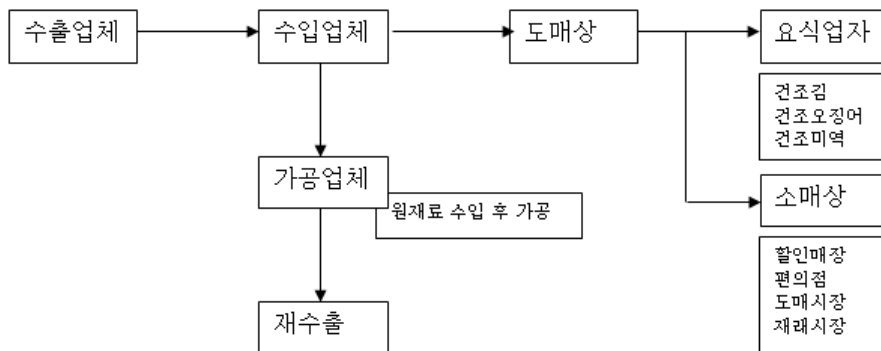 수출업체
수입업체
도매상
요식업자
건조김
건조오징어
건조미역
가공업체
원재료 수입 후 가공
소매상
할인매장
편의점
도매시장
재래시장
재수출